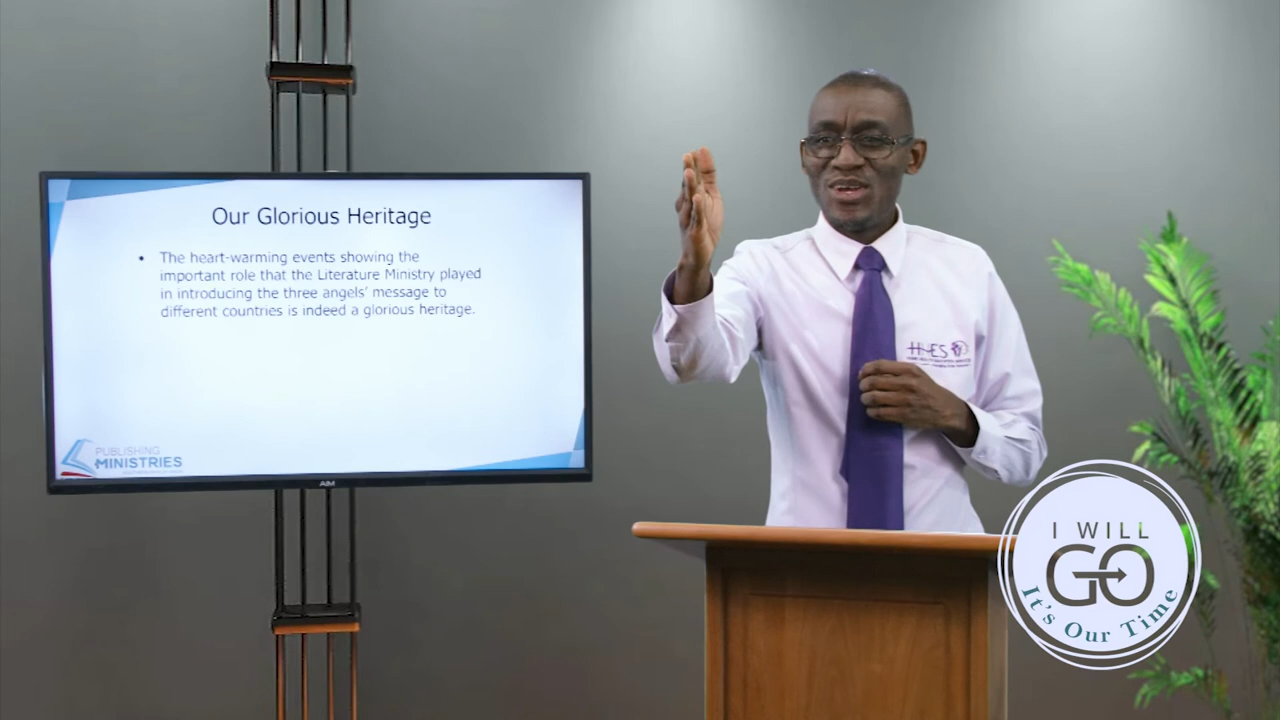 Our Glorious Heritage
• The heart-warming events showing the
important role that the Literature Ministry played
in introducing the three angels' message to
different countries is indeed a glorious heritage.
PUBLISHING
MINISTRIES
AIM
HHES
I WILL
GO
It's Our Time